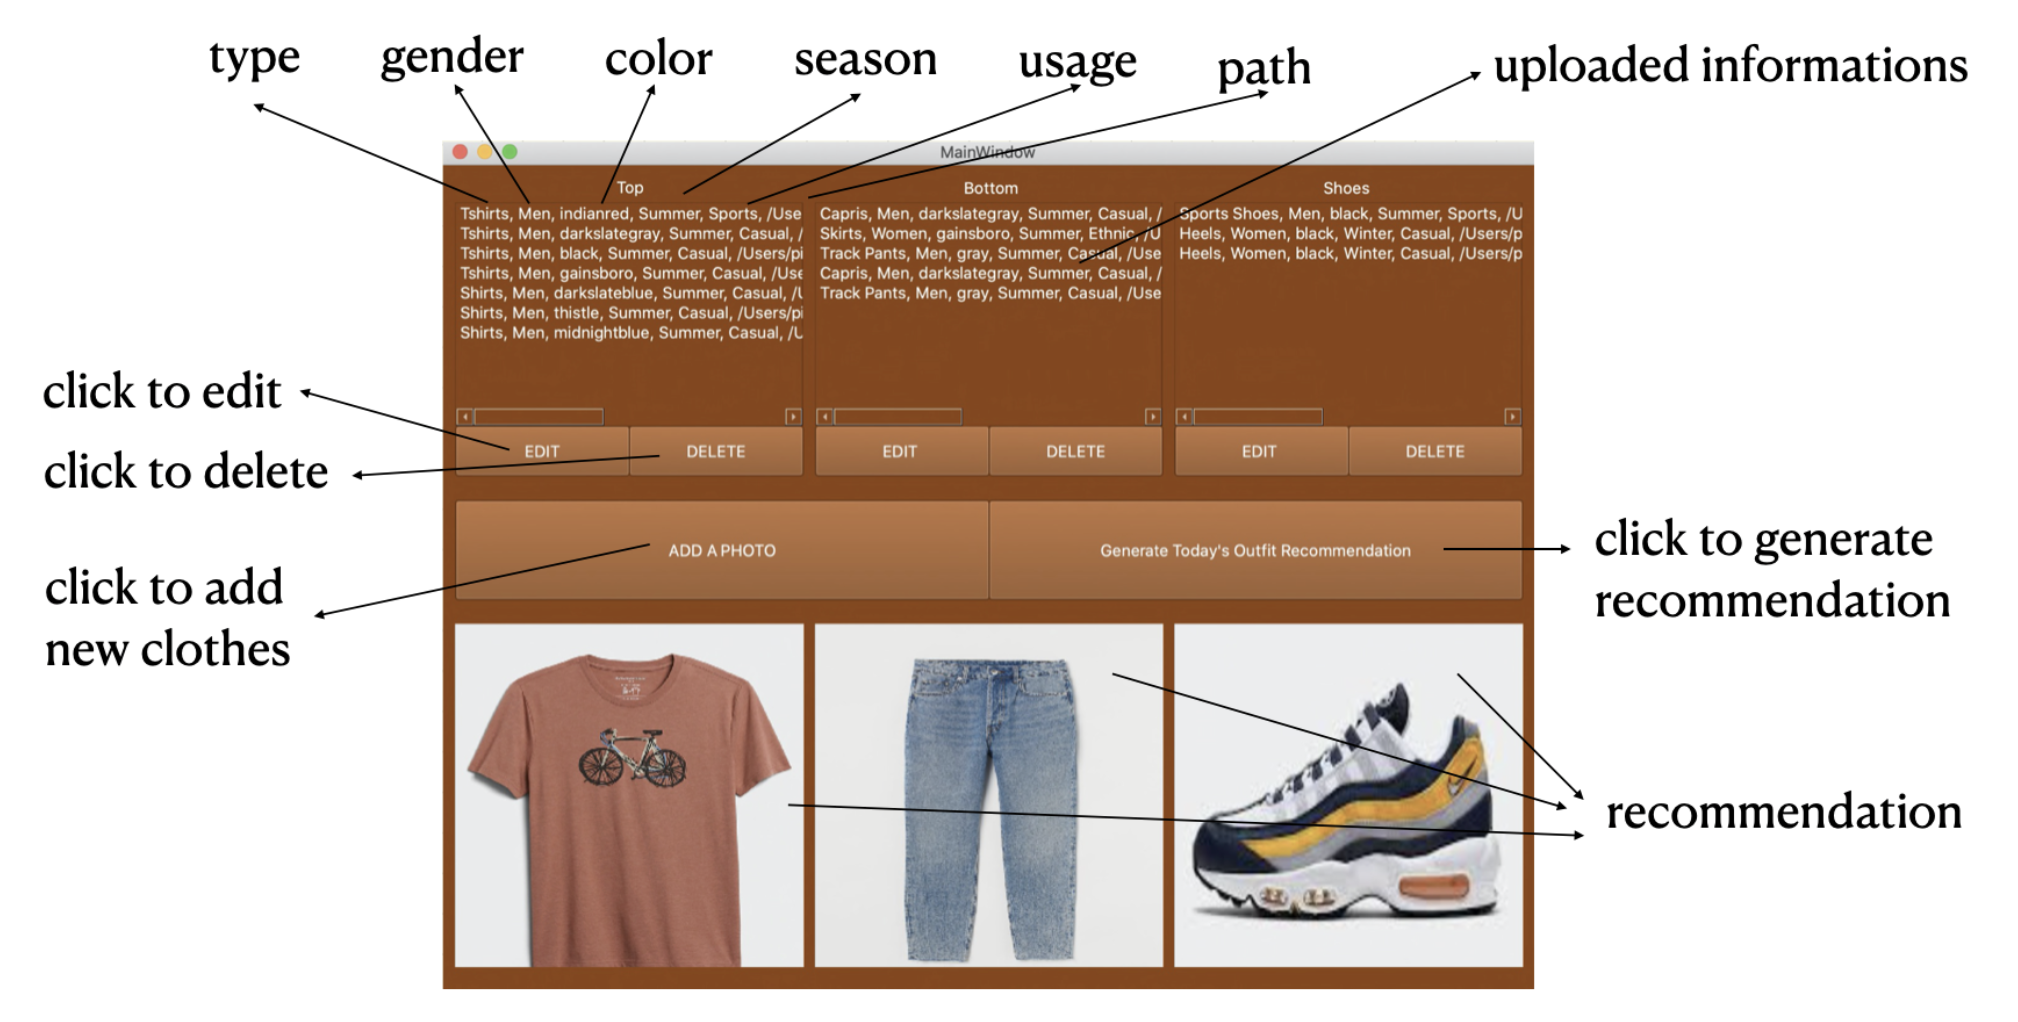 type
gender
color
season
usage
path
uploaded informations
MainWindow
Top
Tshirts, Men, indianred, Summer, Sports, /Use
Tshirts, Men, darkslategray, Summer, Casual, /
Tshirts, Men, black, Summer, Casual, /Users/pi
Tshirts, Men, gainsboro, Summer, Casual, /Use
Shirts, Men, darkslateblue, Summer, Casual, /U
Shirts, Men, thistle, Summer, Casual, /Users/pi
Shirts, Men, midnightblue, Summer, Casual, /U
Bottom
Capris, Men, darkslategray, Summer, Casual, /
Skirts, Women, gainsboro, Summer, Ethnic, /U
Track Pants, Men, gray, Summer, Casual, /Use
Capris, Men, darkslategray, Summer, Casual, /
Track Pants, Men, gray, Summer, Casual, /Use
Shoes
Sports Shoes, Men, black, Summer, Sports, /U
Heels, Women, black, Winter, Casual, /Users/p
Heels, Women, black, Winter, Casual, /Users/p
click to edit
click to delete
EDIT
DELETE
EDIT
DELETE
EDIT
DELETE
click to add
new clothes
ADD A PHOTO
Generate Today's Outfit Recommendation
click to generate
recommendation
recommendation